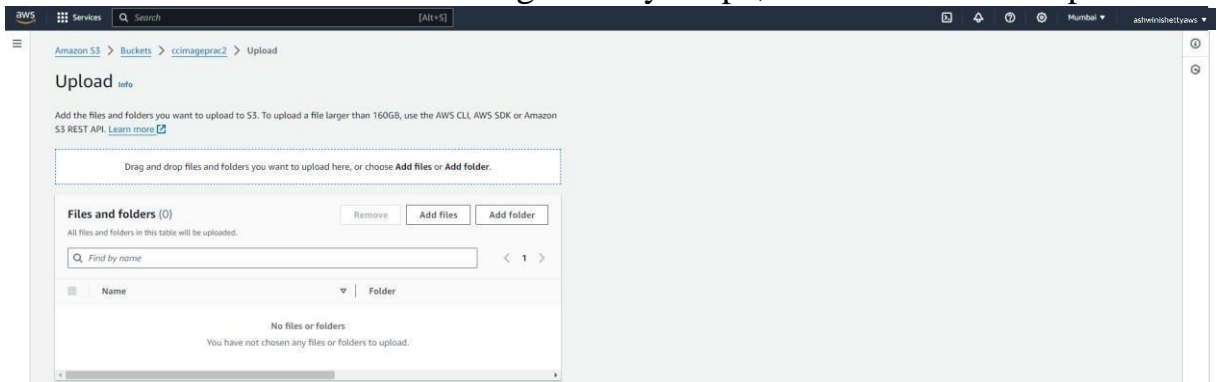 aws Services Search [Alt+S] Mumbai ashwinishettyaws
Amazon S3 > Buckets > ccimageprac2 > Upload
Upload Info
Add the files and folders you want to upload to S3. To upload a file larger than 160GB, use the AWS CLI, AWS SDK or Amazon
S3 REST API. Learn more
Drag and drop files and folders you want to upload here, or choose Add files or Add folder.
Files and folders (0) Remove Add files Add folder
All files and folders in this table will be uploaded.
Find by name < 1 >
Name Folder
No files or folders
You have not chosen any files or folders to upload.